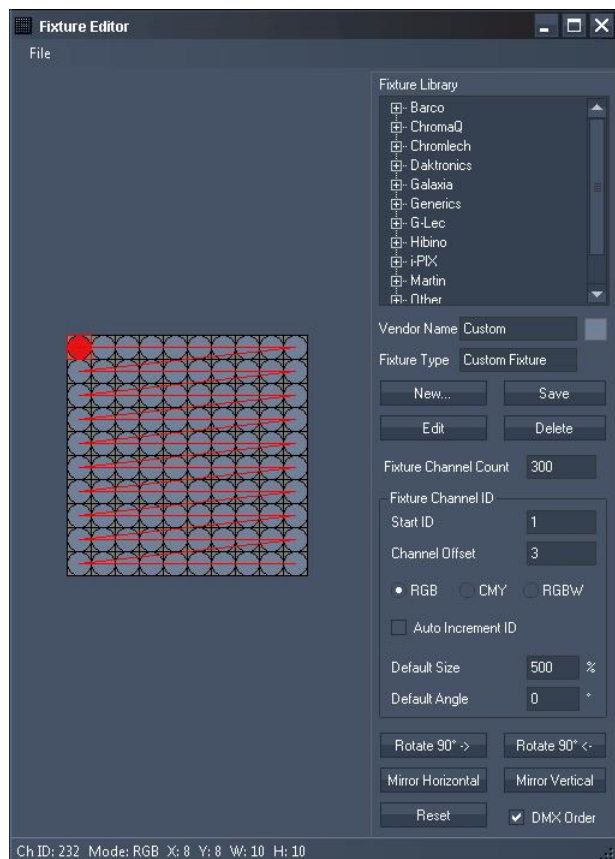 Fixture Editor
File
Fixture Library
Barco
ChromaQ
Chromlech
Daktronics
Galaxia
Generics
G-Lec
Hibino
i-PIX
Martin
Other
Vendor Name Custom
Fixture Type Custom Fixture
New... Save
Edit Delete
Fixture Channel Count 300
Fixture Channel ID
Start ID 1
Channel Offset 3
RGB CMY RGBW
Auto Increment ID
Default Size 500 %
Default Angle 0 °
Rotate 90° -> Rotate 90° <-
Mirror Horizontal Mirror Vertical
Reset DMX Order
Ch ID: 232 Mode: RGB X: 8 Y: 8 W: 10 H: 10